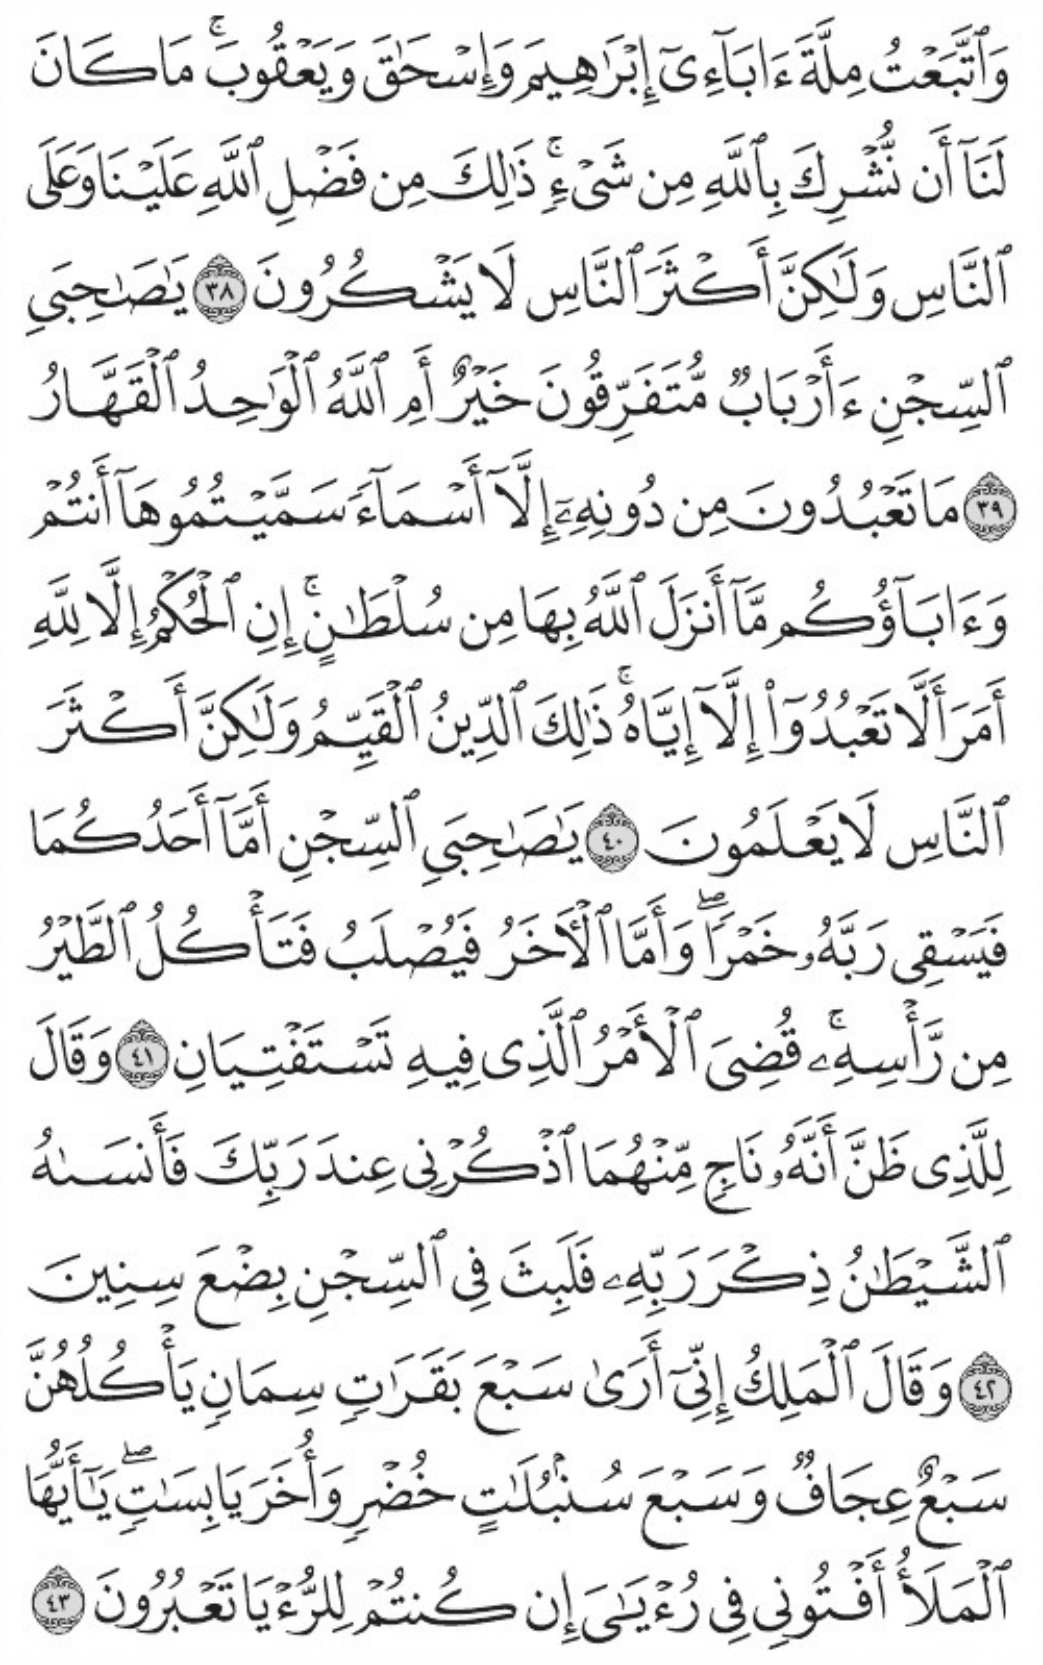 وَٱتَّبَعْتُ مِلَّةَ ءَابَآءِىٓ إِبْرَٰهِيمَ وَإِسْحَٰقَ وَيَعْقُوبَ ۚ مَا كَانَ
لَنَآ أَن نُّشْرِكَ بِٱللَّهِ مِن شَىْءٍ ۚ ذَٰلِكَ مِن فَضْلِ ٱللَّهِ عَلَيْنَا وَعَلَى
ٱلنَّاسِ وَلَٰكِنَّ أَكْثَرَ ٱلنَّاسِ لَا يَشْكُرُونَ ٣٨ يَٰصَٰحِبَىِ
ٱلسِّجْنِ ءَأَرْبَابٌ مُّتَفَرِّقُونَ خَيْرٌ أَمِ ٱللَّهُ ٱلْوَٰحِدُ ٱلْقَهَّارُ
٣٩ مَا تَعْبُدُونَ مِن دُونِهِۦٓ إِلَّآ أَسْمَآءً سَمَّيْتُمُوهَآ أَنتُمْ
وَءَابَآؤُكُم مَّآ أَنزَلَ ٱللَّهُ بِهَا مِن سُلْطَٰنٍ ۚ إِنِ ٱلْحُكْمُ إِلَّا لِلَّهِ
أَمَرَ أَلَّا تَعْبُدُوٓا۟ إِلَّآ إِيَّاهُ ۚ ذَٰلِكَ ٱلدِّينُ ٱلْقَيِّمُ وَلَٰكِنَّ أَكْثَرَ
ٱلنَّاسِ لَا يَعْلَمُونَ ٤٠ يَٰصَٰحِبَىِ ٱلسِّجْنِ أَمَّآ أَحَدُكُمَا
فَيَسْقِى رَبَّهُۥ خَمْرًا ۖ وَأَمَّا ٱلْـَٔاخَرُ فَيُصْلَبُ فَتَأْكُلُ ٱلطَّيْرُ
مِن رَّأْسِهِۦ ۚ قُضِىَ ٱلْأَمْرُ ٱلَّذِى فِيهِ تَسْتَفْتِيَانِ ٤١ وَقَالَ
لِلَّذِى ظَنَّ أَنَّهُۥ نَاجٍ مِّنْهُمَا ٱذْكُرْنِى عِندَ رَبِّكَ فَأَنسَىٰهُ
ٱلشَّيْطَٰنُ ذِكْرَ رَبِّهِۦ فَلَبِثَ فِى ٱلسِّجْنِ بِضْعَ سِنِينَ
٤٢ وَقَالَ ٱلْمَلِكُ إِنِّىٓ أَرَىٰ سَبْعَ بَقَرَٰتٍ سِمَانٍ يَأْكُلُهُنَّ
سَبْعٌ عِجَافٌ وَسَبْعَ سُنۢبُلَٰتٍ خُضْرٍ وَأُخَرَ يَابِسَٰتٍ ۖ يَٰٓأَيُّهَا
ٱلْمَلَأُ أَفْتُونِى فِى رُءْيَٰىَ إِن كُنتُمْ لِلرُّءْيَا تَعْبُرُونَ ٤٣